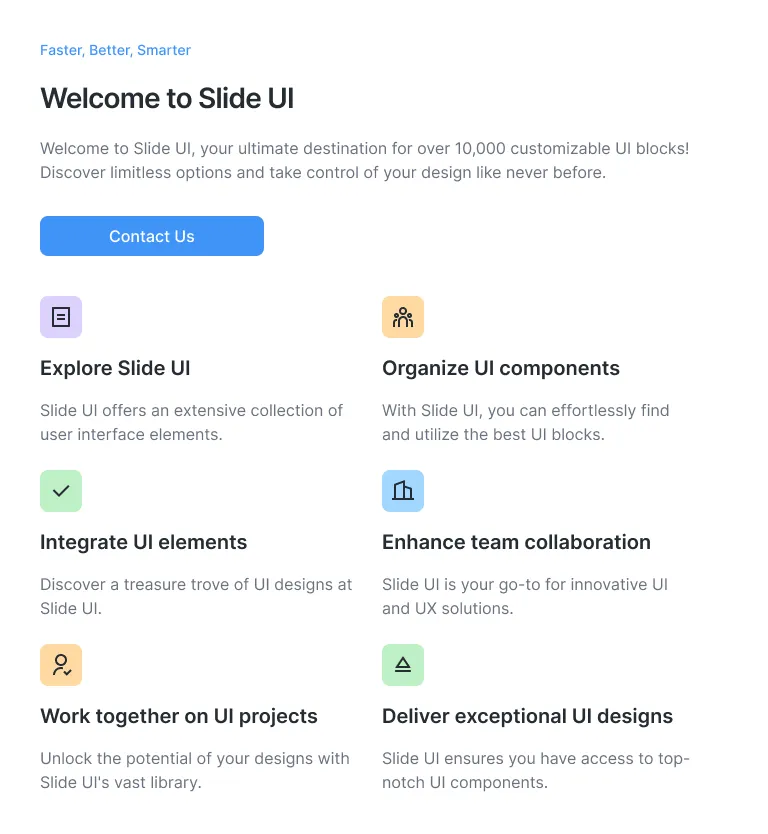 Faster, Better, Smarter
Welcome to Slide UI
Welcome to Slide UI, your ultimate destination for over 10,000 customizable UI blocks!
Discover limitless options and take control of your design like never before.
Contact Us
Explore Slide UI
Slide UI offers an extensive collection of
user interface elements.
Organize UI components
With Slide UI, you can effortlessly find
and utilize the best UI blocks.
Integrate UI elements
Discover a treasure trove of UI designs at
Slide UI.
Enhance team collaboration
Slide UI is your go-to for innovative UI
and UX solutions.
Work together on UI projects
Unlock the potential of your designs with
Slide UI's vast library.
Deliver exceptional UI designs
Slide UI ensures you have access to top-
notch UI components.